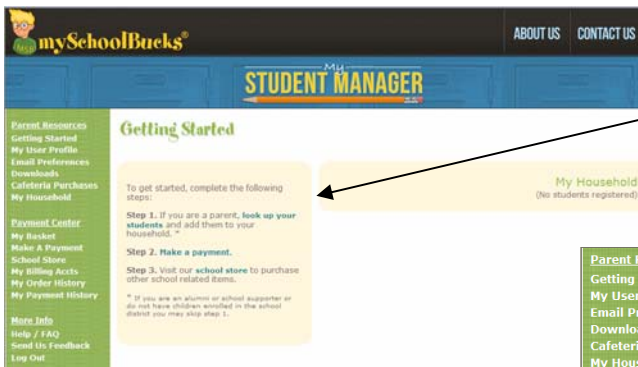 mySchoolBucks®
ABOUT US CONTACT US
My
STUDENT MANAGER
Parent Resources
Getting Started
My User Profile
Email Preferences
Downloads
Cafeteria Purchases
My Household
Payment Center
My Basket
Make A Payment
School Store
My Billing Accts
My Order History
My Payment History
More Info
Help / FAQ
Send Us Feedback
Log Out
Getting Started
To get started, complete the following
steps:
Step 1. If you are a parent, look up your
students and add them to your
household. *
Step 2. Make a payment.
Step 3. Visit our school store to purchase
other school related items.
* If you are an alumni or school supporter or
do not have children enrolled in the school
district you may skip step 1.
My Household
(No students registered)
Parent
Getting
My User
Email Pr
Downloa
Cafeteri
My Hous